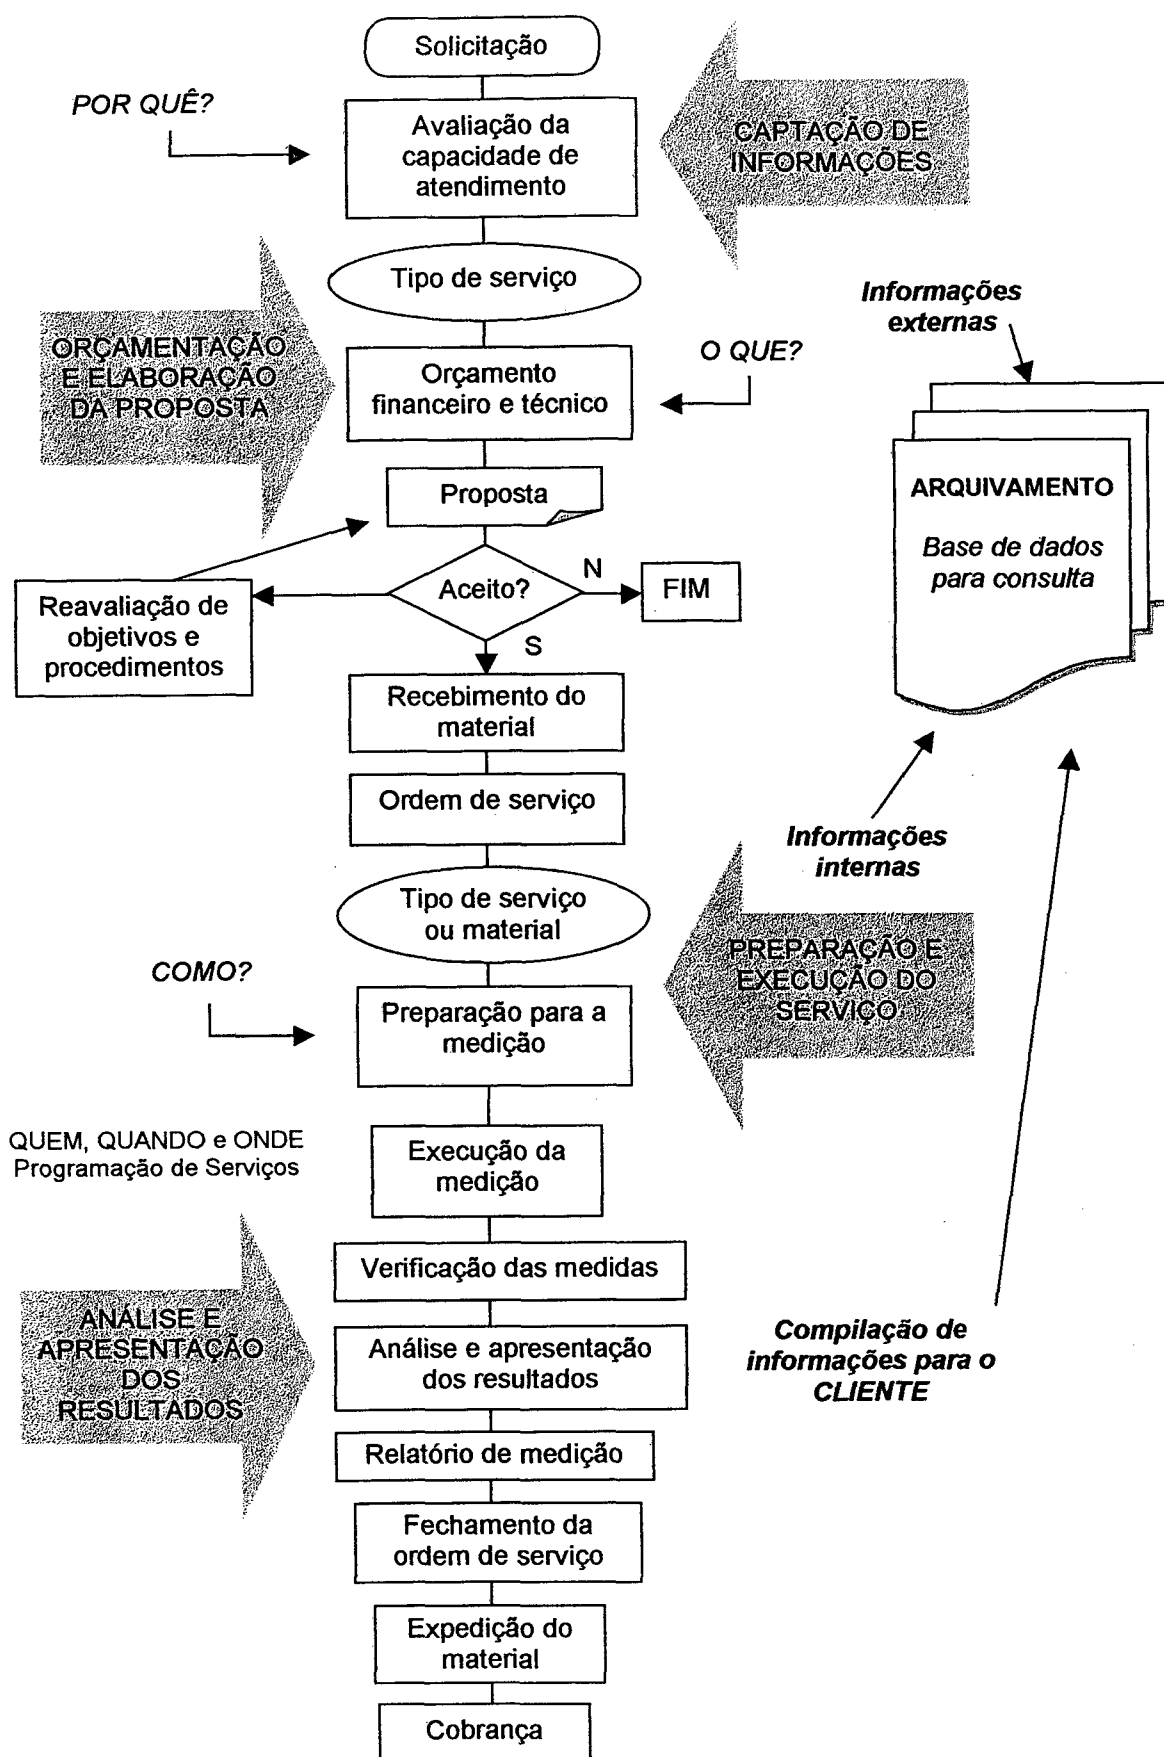 Solicitação
POR QUÊ?
Avaliação da
capacidade de
atendimento
CAPTAÇÃO DE
INFORMAÇÕES
Tipo de serviço
Informações
externas
ORÇAMENTAÇÃO
E ELABORAÇÃO
DA PROPOSTA
Orçamento
financeiro e técnico
O QUE?
Proposta
ARQUIVAMENTO
Base de dados
para consulta
Aceito?
N
FIM
Reavaliação de
objetivos e
procedimentos
S
Recebimento do
material
Ordem de serviço
Informações
internas
Tipo de serviço
ou material
PREPARAÇÃO E
EXECUÇÃO DO
SERVIÇO
COMO?
Preparação para a
medição
QUEM, QUANDO e ONDE
Programação de Serviços
Execução da
medição
Verificação das medidas
ANÁLISE E
APRESENTAÇÃO
DOS
RESULTADOS
Análise e apresentação
dos resultados
Compilação de
informações para o
CLIENTE
Relatório de medição
Fechamento da
ordem de serviço
Expedição do
material
Cobrança